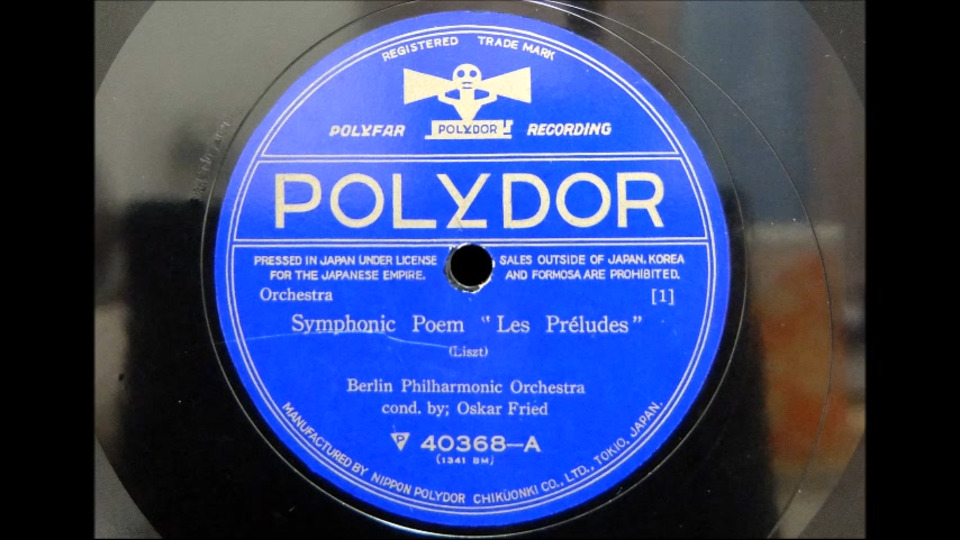 REGISTERED TRADE MARK
POLYFAR
POLYDOR
RECORDING
POLYDOR
PRESSED IN JAPAN UNDER LICENSE
FOR THE JAPANESE EMPIRE.
SALES OUTSIDE OF JAPAN, KOREA
AND FORMOSA ARE PROHIBITED.
Orchestra
[1]
Symphonic Poem “Les Préludes”
(Liszt)
Berlin Philharmonic Orchestra
cond. by; Oskar Fried
P 40368-A
(1341 BM)
MANUFACTURED BY NIPPON POLYDOR CHIKUONKI CO., LTD., TOKIO, JAPAN.